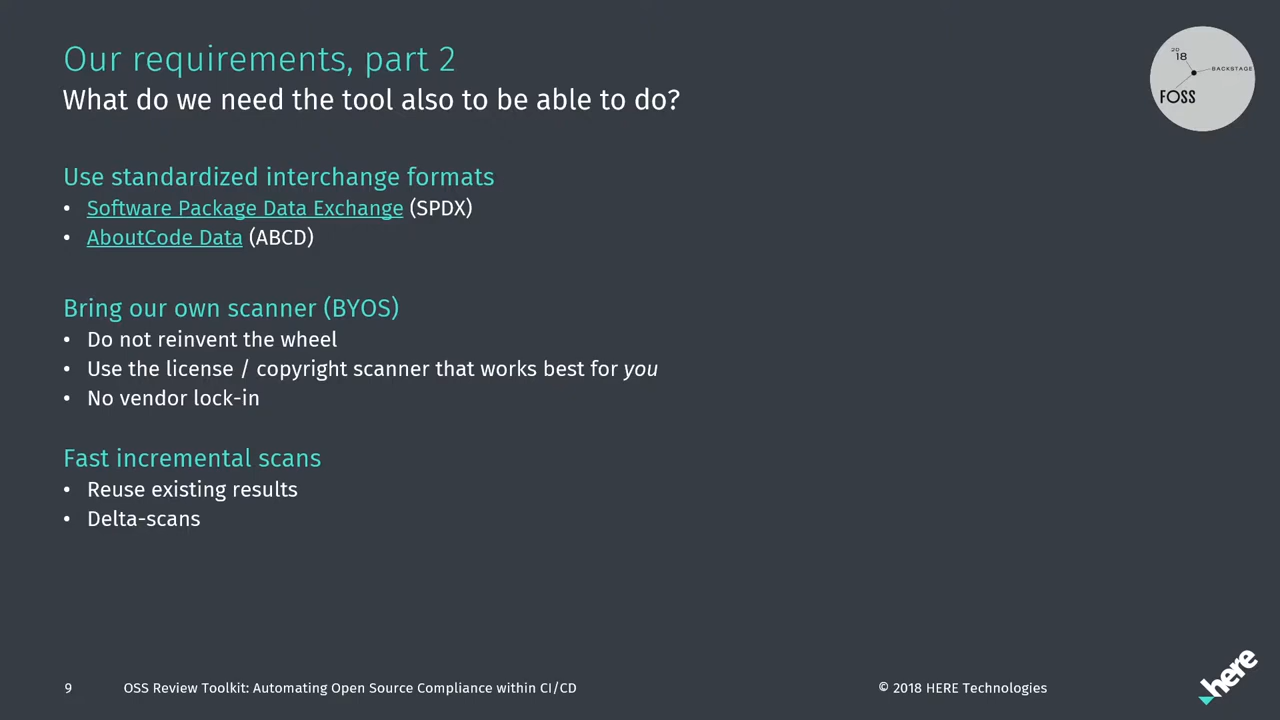 Our requirements, part 2
What do we need the tool also to be able to do?
20
18
BACKSTAGE
FOSS
Use standardized interchange formats
• Software Package Data Exchange (SPDX)
• AboutCode Data (ABCD)
Bring our own scanner (BYOS)
• Do not reinvent the wheel
• Use the license / copyright scanner that works best for you
• No vendor lock-in
Fast incremental scans
• Reuse existing results
• Delta-scans
9 OSS Review Toolkit: Automating Open Source Compliance within CI/CD © 2018 HERE Technologies
here